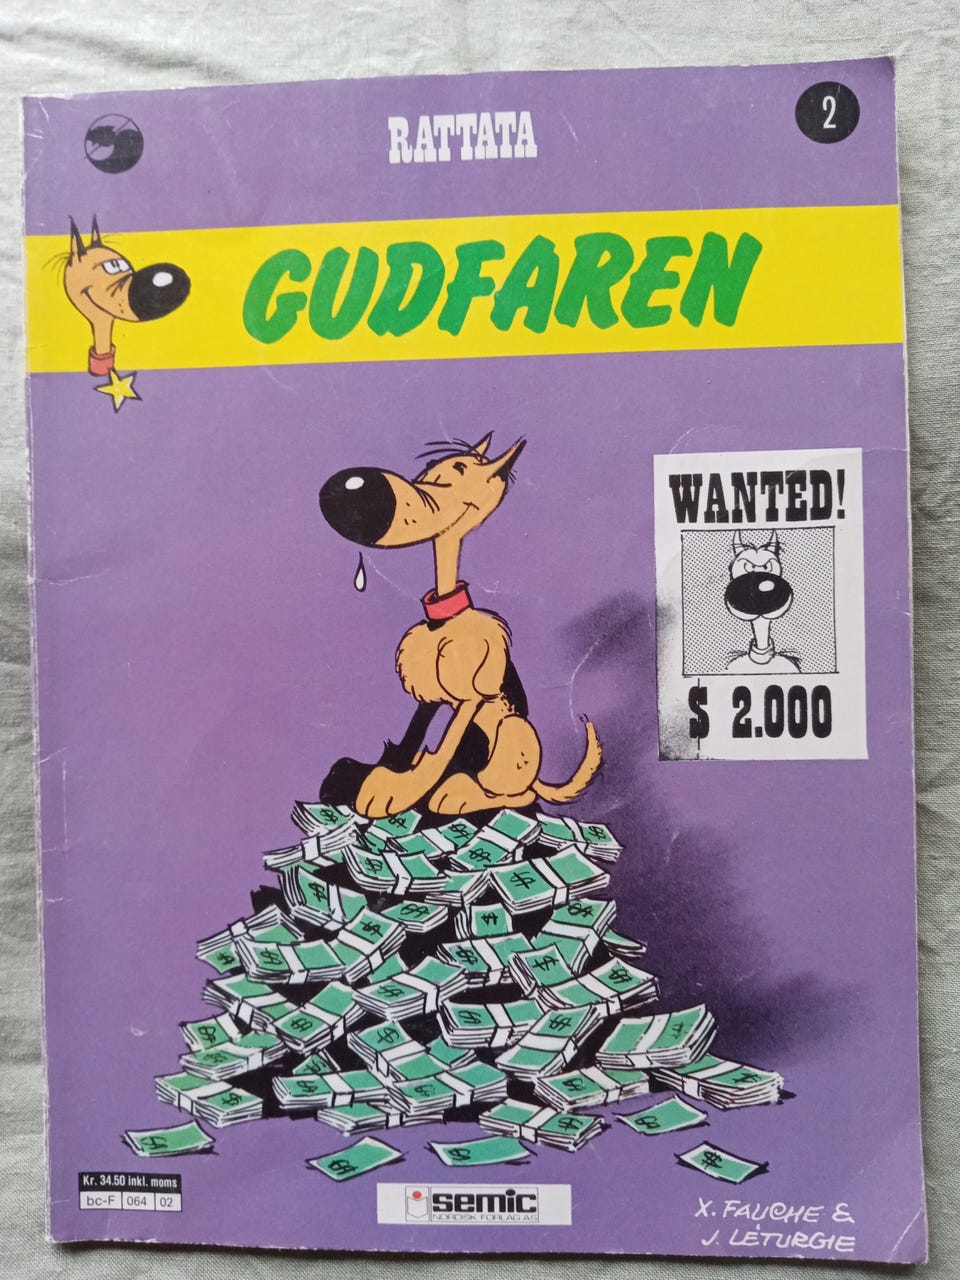 RATTATA
2
GUDFAREN
WANTED!
$ 2.000
Kr. 34.50 inkl. moms
bc-F 064 02
semic
NORDISK FORLAG AS
X. FAUCHE &
J. LÉTURGIE